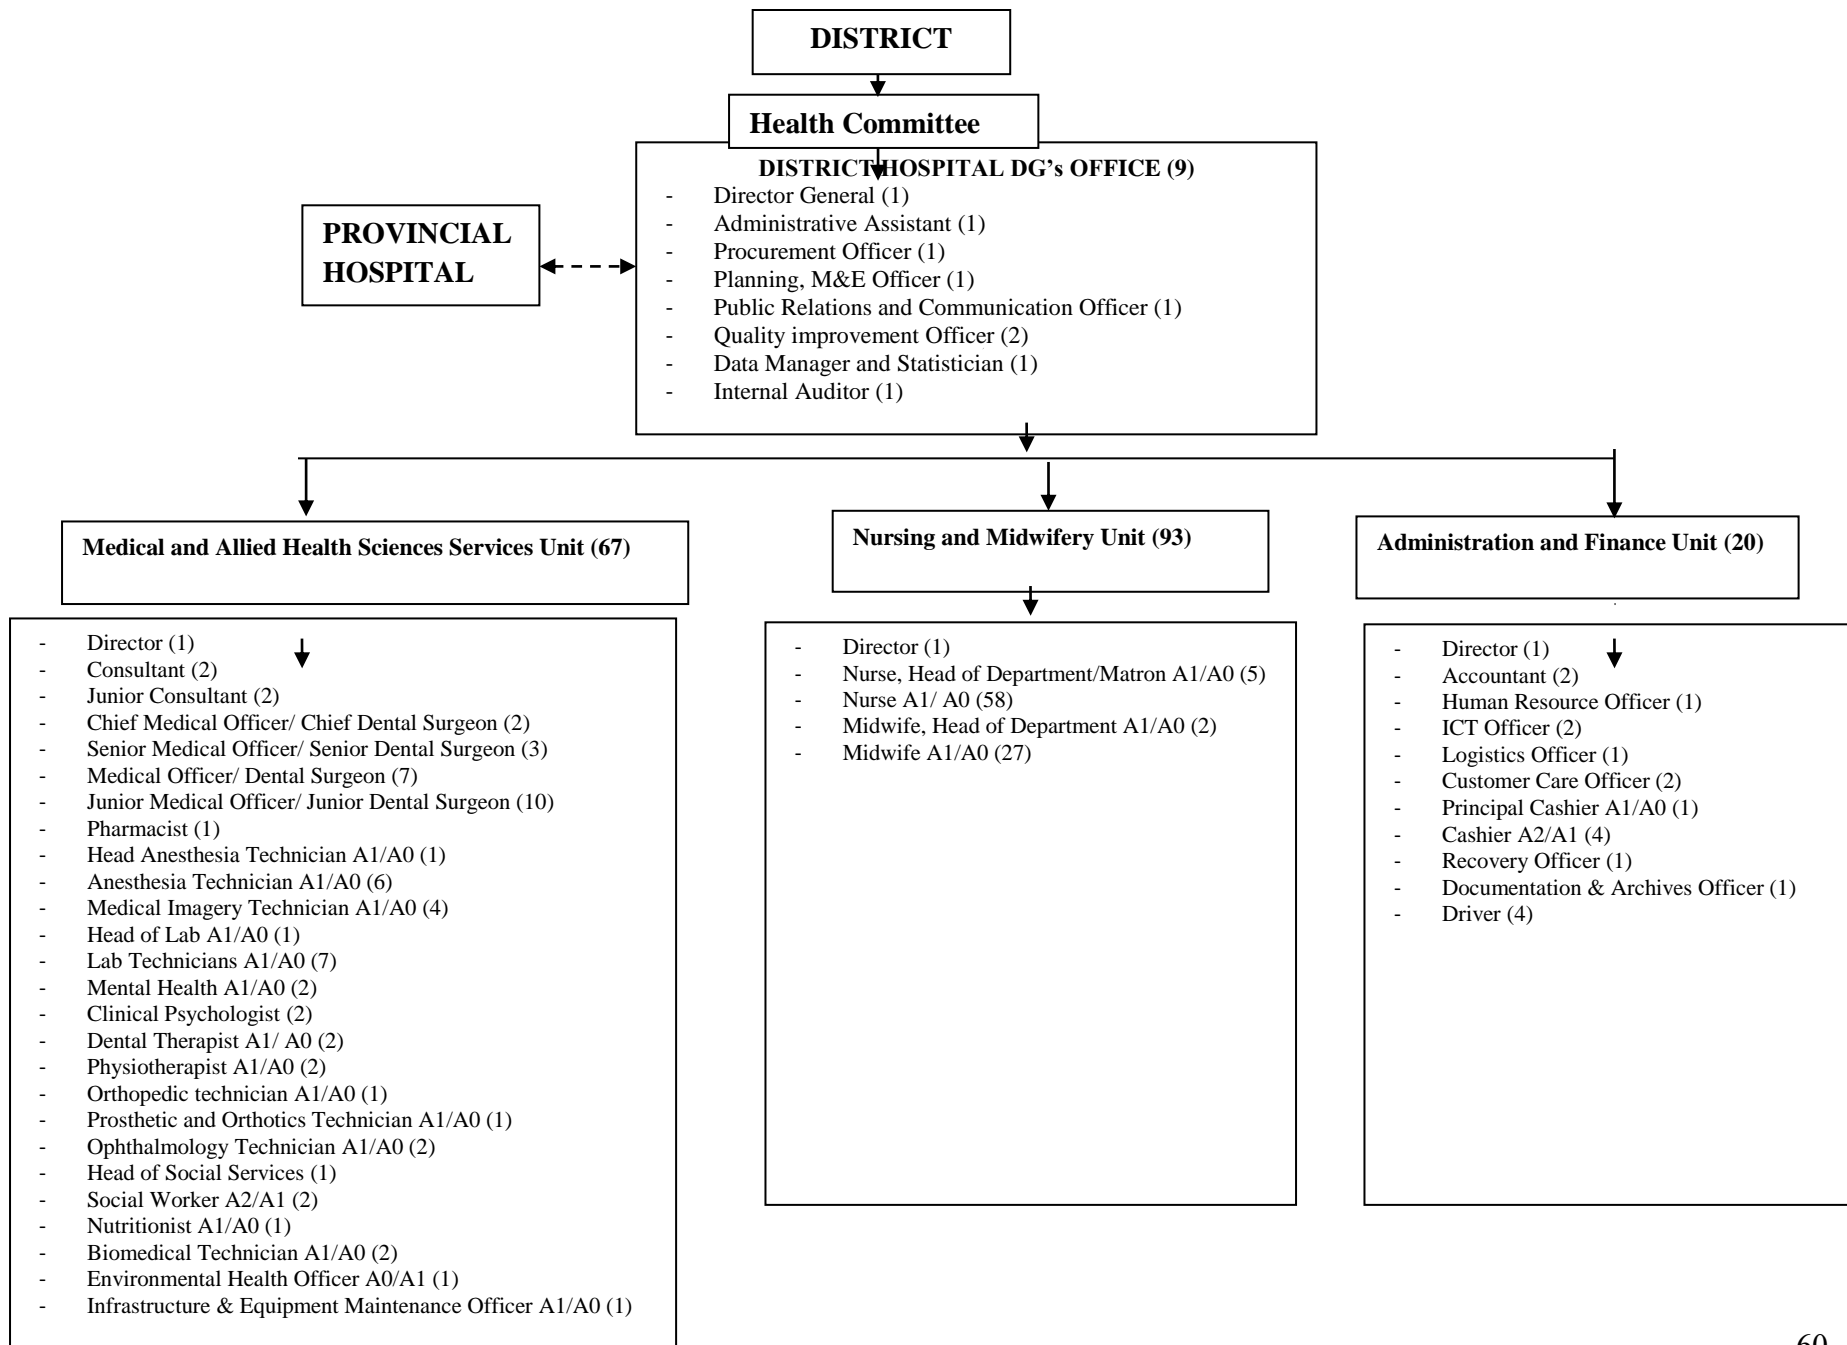 DISTRICT
Health Committee
DISTRICT HOSPITAL DG's OFFICE (9)
- Director General (1)
- Administrative Assistant (1)
- Procurement Officer (1)
- Planning, M&E Officer (1)
- Public Relations and Communication Officer (1)
- Quality improvement Officer (2)
- Data Manager and Statistician (1)
- Internal Auditor (1)
PROVINCIAL
HOSPITAL
Medical and Allied Health Sciences Services Unit (67)
- Director (1)
- Consultant (2)
- Junior Consultant (2)
- Chief Medical Officer/ Chief Dental Surgeon (2)
- Senior Medical Officer/ Senior Dental Surgeon (3)
- Medical Officer/ Dental Surgeon (7)
- Junior Medical Officer/ Junior Dental Surgeon (10)
- Pharmacist (1)
- Head Anesthesia Technician A1/A0 (1)
- Anesthesia Technician A1/A0 (6)
- Medical Imagery Technician A1/A0 (4)
- Head of Lab A1/A0 (1)
- Lab Technicians A1/A0 (7)
- Mental Health A1/A0 (2)
- Clinical Psychologist (2)
- Dental Therapist A1/ A0 (2)
- Physiotherapist A1/A0 (2)
- Orthopedic technician A1/A0 (1)
- Prosthetic and Orthotics Technician A1/A0 (1)
- Ophthalmology Technician A1/A0 (2)
- Head of Social Services (1)
- Social Worker A2/A1 (2)
- Nutritionist A1/A0 (1)
- Biomedical Technician A1/A0 (2)
- Environmental Health Officer A0/A1 (1)
- Infrastructure & Equipment Maintenance Officer A1/A0 (1)
Nursing and Midwifery Unit (93)
- Director (1)
- Nurse, Head of Department/Matron A1/A0 (5)
- Nurse A1/ A0 (58)
- Midwife, Head of Department A1/A0 (2)
- Midwife A1/A0 (27)
Administration and Finance Unit (20)
- Director (1)
- Accountant (2)
- Human Resource Officer (1)
- ICT Officer (2)
- Logistics Officer (1)
- Customer Care Officer (2)
- Principal Cashier A1/A0 (1)
- Cashier A2/A1 (4)
- Recovery Officer (1)
- Documentation & Archives Officer (1)
- Driver (4)